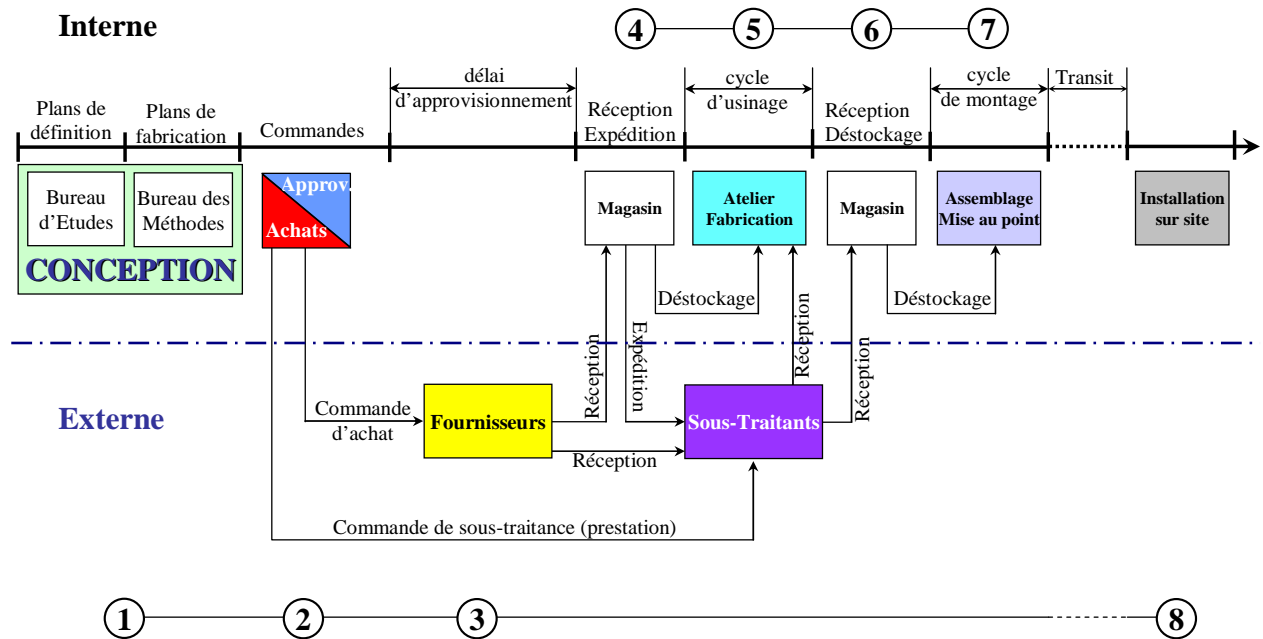 Interne
4
5
6
7
délai
d'approvisionnement
cycle
d'usinage
cycle
de montage
Transit
Plans de
définition
Plans de
fabrication
Commandes
Réception
Expédition
Réception
Déstockage
Bureau
d'Etudes
Bureau des
Méthodes
CONCEPTION
Approv.
Achats
Magasin
Atelier
Fabrication
Magasin
Assemblage
Mise au point
Installation
sur site
Déstockage
Déstockage
Réception
Expédition
Réception
Réception
Externe
Commande
d'achat
Fournisseurs
Sous-Traitants
Réception
Commande de sous-traitance (prestation)
1
2
3
8